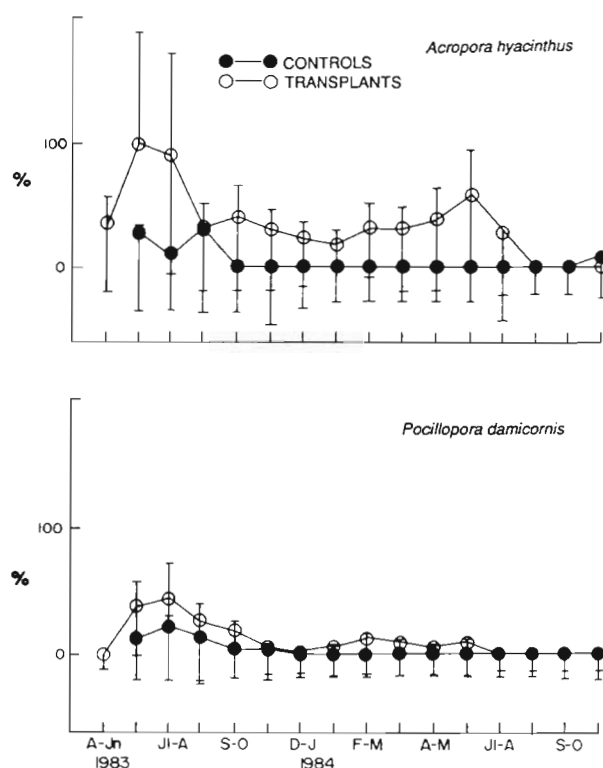 Acropora hyacinthus
CONTROLS
TRANSPLANTS
100
%
0
Pocillopora damicornis
100
%
0
A-Jn Jl-A S-O D-J F-M A-M Jl-A S-O
1983 1984